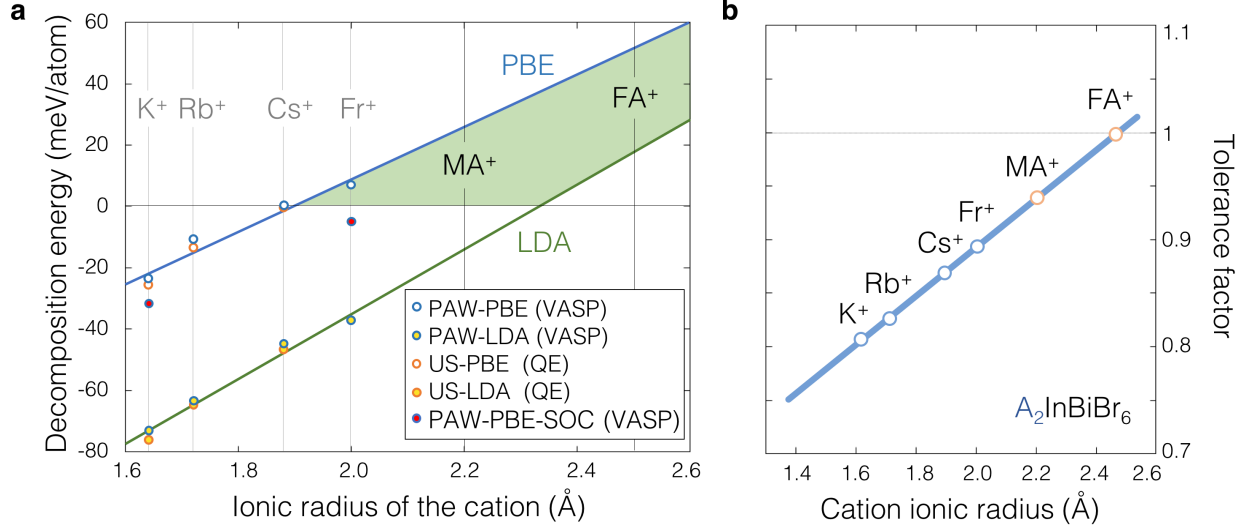 a
Decomposition energy (meV/atom)
60
40
20
0
-20
-40
-60
-80
K⁺ Rb⁺ Cs⁺ Fr⁺
PBE
FA⁺
MA⁺
LDA
PAW-PBE (VASP)
PAW-LDA (VASP)
US-PBE (QE)
US-LDA (QE)
PAW-PBE-SOC (VASP)
1.6 1.8 2.0 2.2 2.4 2.6
Ionic radius of the cation (Å)
b
1.1
1
0.9
0.8
0.7
Tolerance factor
FA⁺
MA⁺
Fr⁺
Cs⁺
Rb⁺
K⁺
A₂InBiBr₆
1.4 1.6 1.8 2.0 2.2 2.4 2.6
Cation ionic radius (Å)